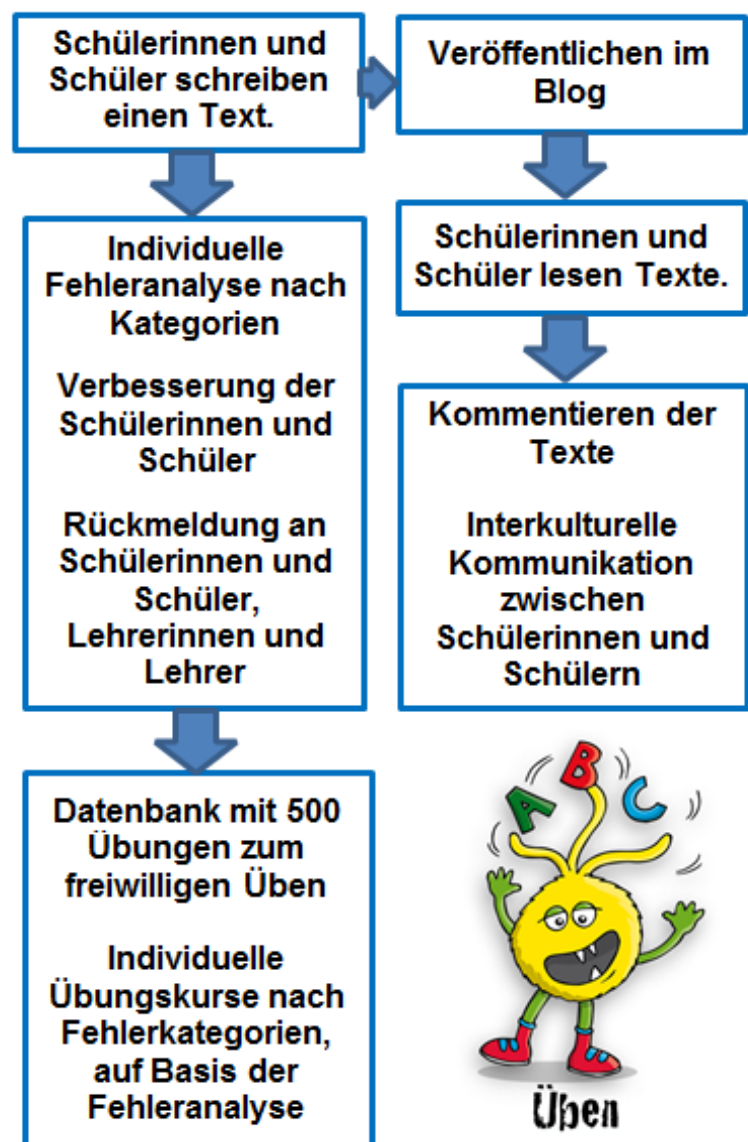 Schülerinnen und
Schüler schreiben
einen Text.
Veröffentlichen im
Blog
Individuelle
Fehleranalyse nach
Kategorien
Verbesserung der
Schülerinnen und
Schüler
Rückmeldung an
Schülerinnen und
Schüler,
Lehrerinnen und
Lehrer
Schülerinnen und
Schüler lesen Texte.
Kommentieren der
Texte
Interkulturelle
Kommunikation
zwischen
Schülerinnen und
Schülern
Datenbank mit 500
Übungen zum
freiwilligen Üben
Individuelle
Übungskurse nach
Fehlerkategorien,
auf Basis der
Fehleranalyse
A B C
Üben